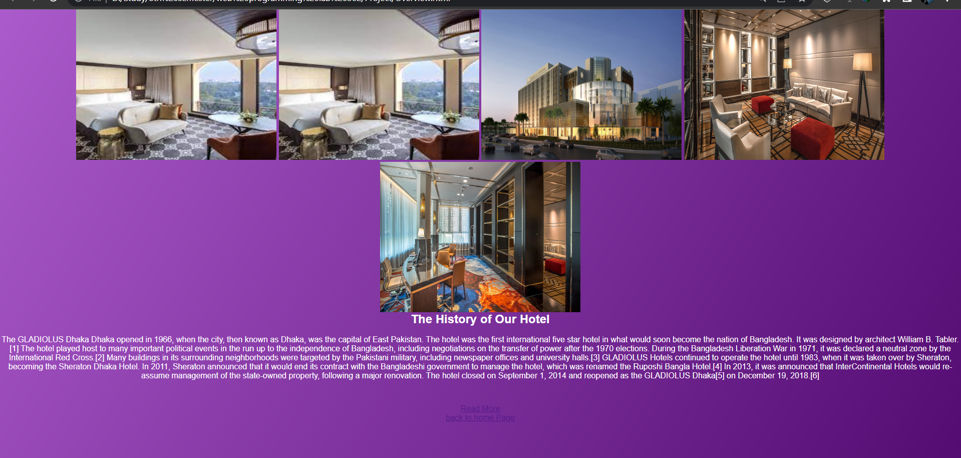 The History of Our Hotel
The GLADIOLUS Dhaka Dhaka opened in 1966, when the city, then known as Dhaka, was the capital of East Pakistan. The hotel was the first international five star hotel in what would soon become the nation of Bangladesh. It was designed by architect William B. Tabler.
[1] The hotel played host to many important political events in the run up to the independence of Bangladesh, including negotiations on the transfer of power after the 1970 elections. During the Bangladesh Liberation War in 1971, it was declared a neutral zone by the
International Red Cross.[2] Many buildings in its surrounding neighborhoods were targeted by the Pakistani military, including newspaper offices and university halls.[3] GLADIOLUS Hotels continued to operate the hotel until 1983, when it was taken over by Sheraton,
becoming the Sheraton Dhaka Hotel. In 2011, Sheraton announced that it would end its contract with the Bangladeshi government to manage the hotel, which was renamed the Ruposhi Bangla Hotel.[4] In 2013, it was announced that InterContinental Hotels would re-
assume management of the state-owned property, following a major renovation. The hotel closed on September 1, 2014 and reopened as the GLADIOLUS Dhaka[5] on December 19, 2018.[6]
Read More
back to home Page